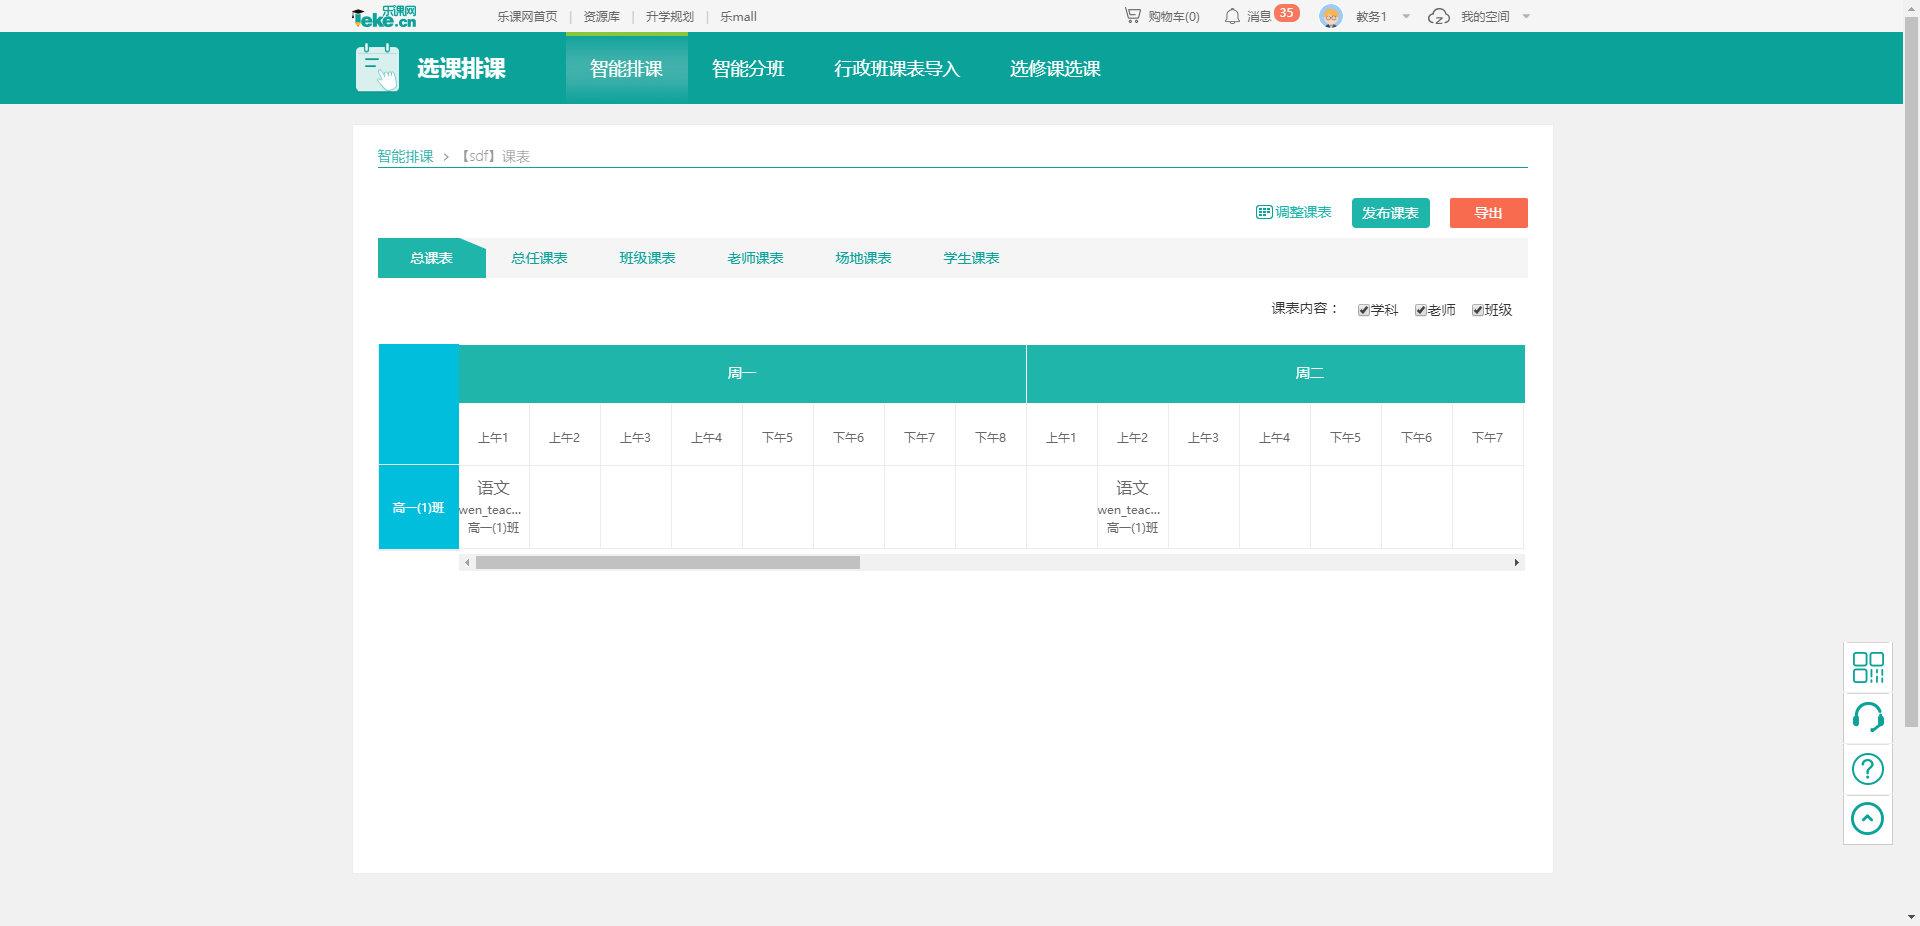 乐课网 leke.cn 乐课网首页 | 资源库 | 升学规划 | 乐mall 购物车(0) 消息 35 教务1 我的空间
选课排课 智能排课 智能分班 行政班课表导入 选修课选课
智能排课 > 【sdf】课表
调整课表 发布课表 导出
总课表 总任课表 班级课表 老师课表 场地课表 学生课表
课表内容： 学科 老师 班级
周一 周二
上午1 上午2 上午3 上午4 下午5 下午6 下午7 下午8 上午1 上午2 上午3 上午4 下午5 下午6 下午7
高一(1)班
语文 语文
wen_teac... wen_teac...
高一(1)班 高一(1)班